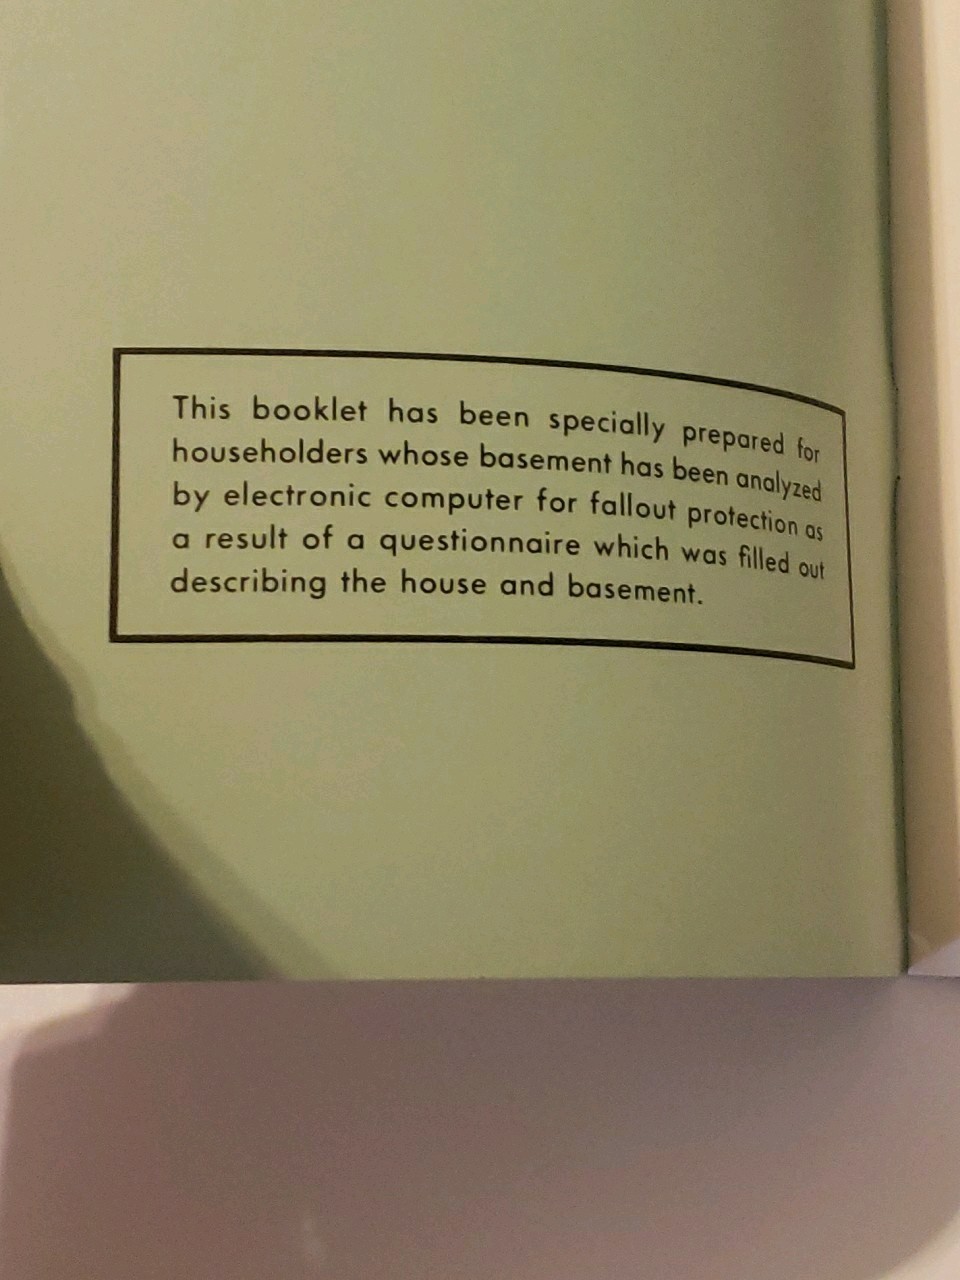 This booklet has been specially prepared for
householders whose basement has been analyzed
by electronic computer for fallout protection as
a result of a questionnaire which was filled out
describing the house and basement.